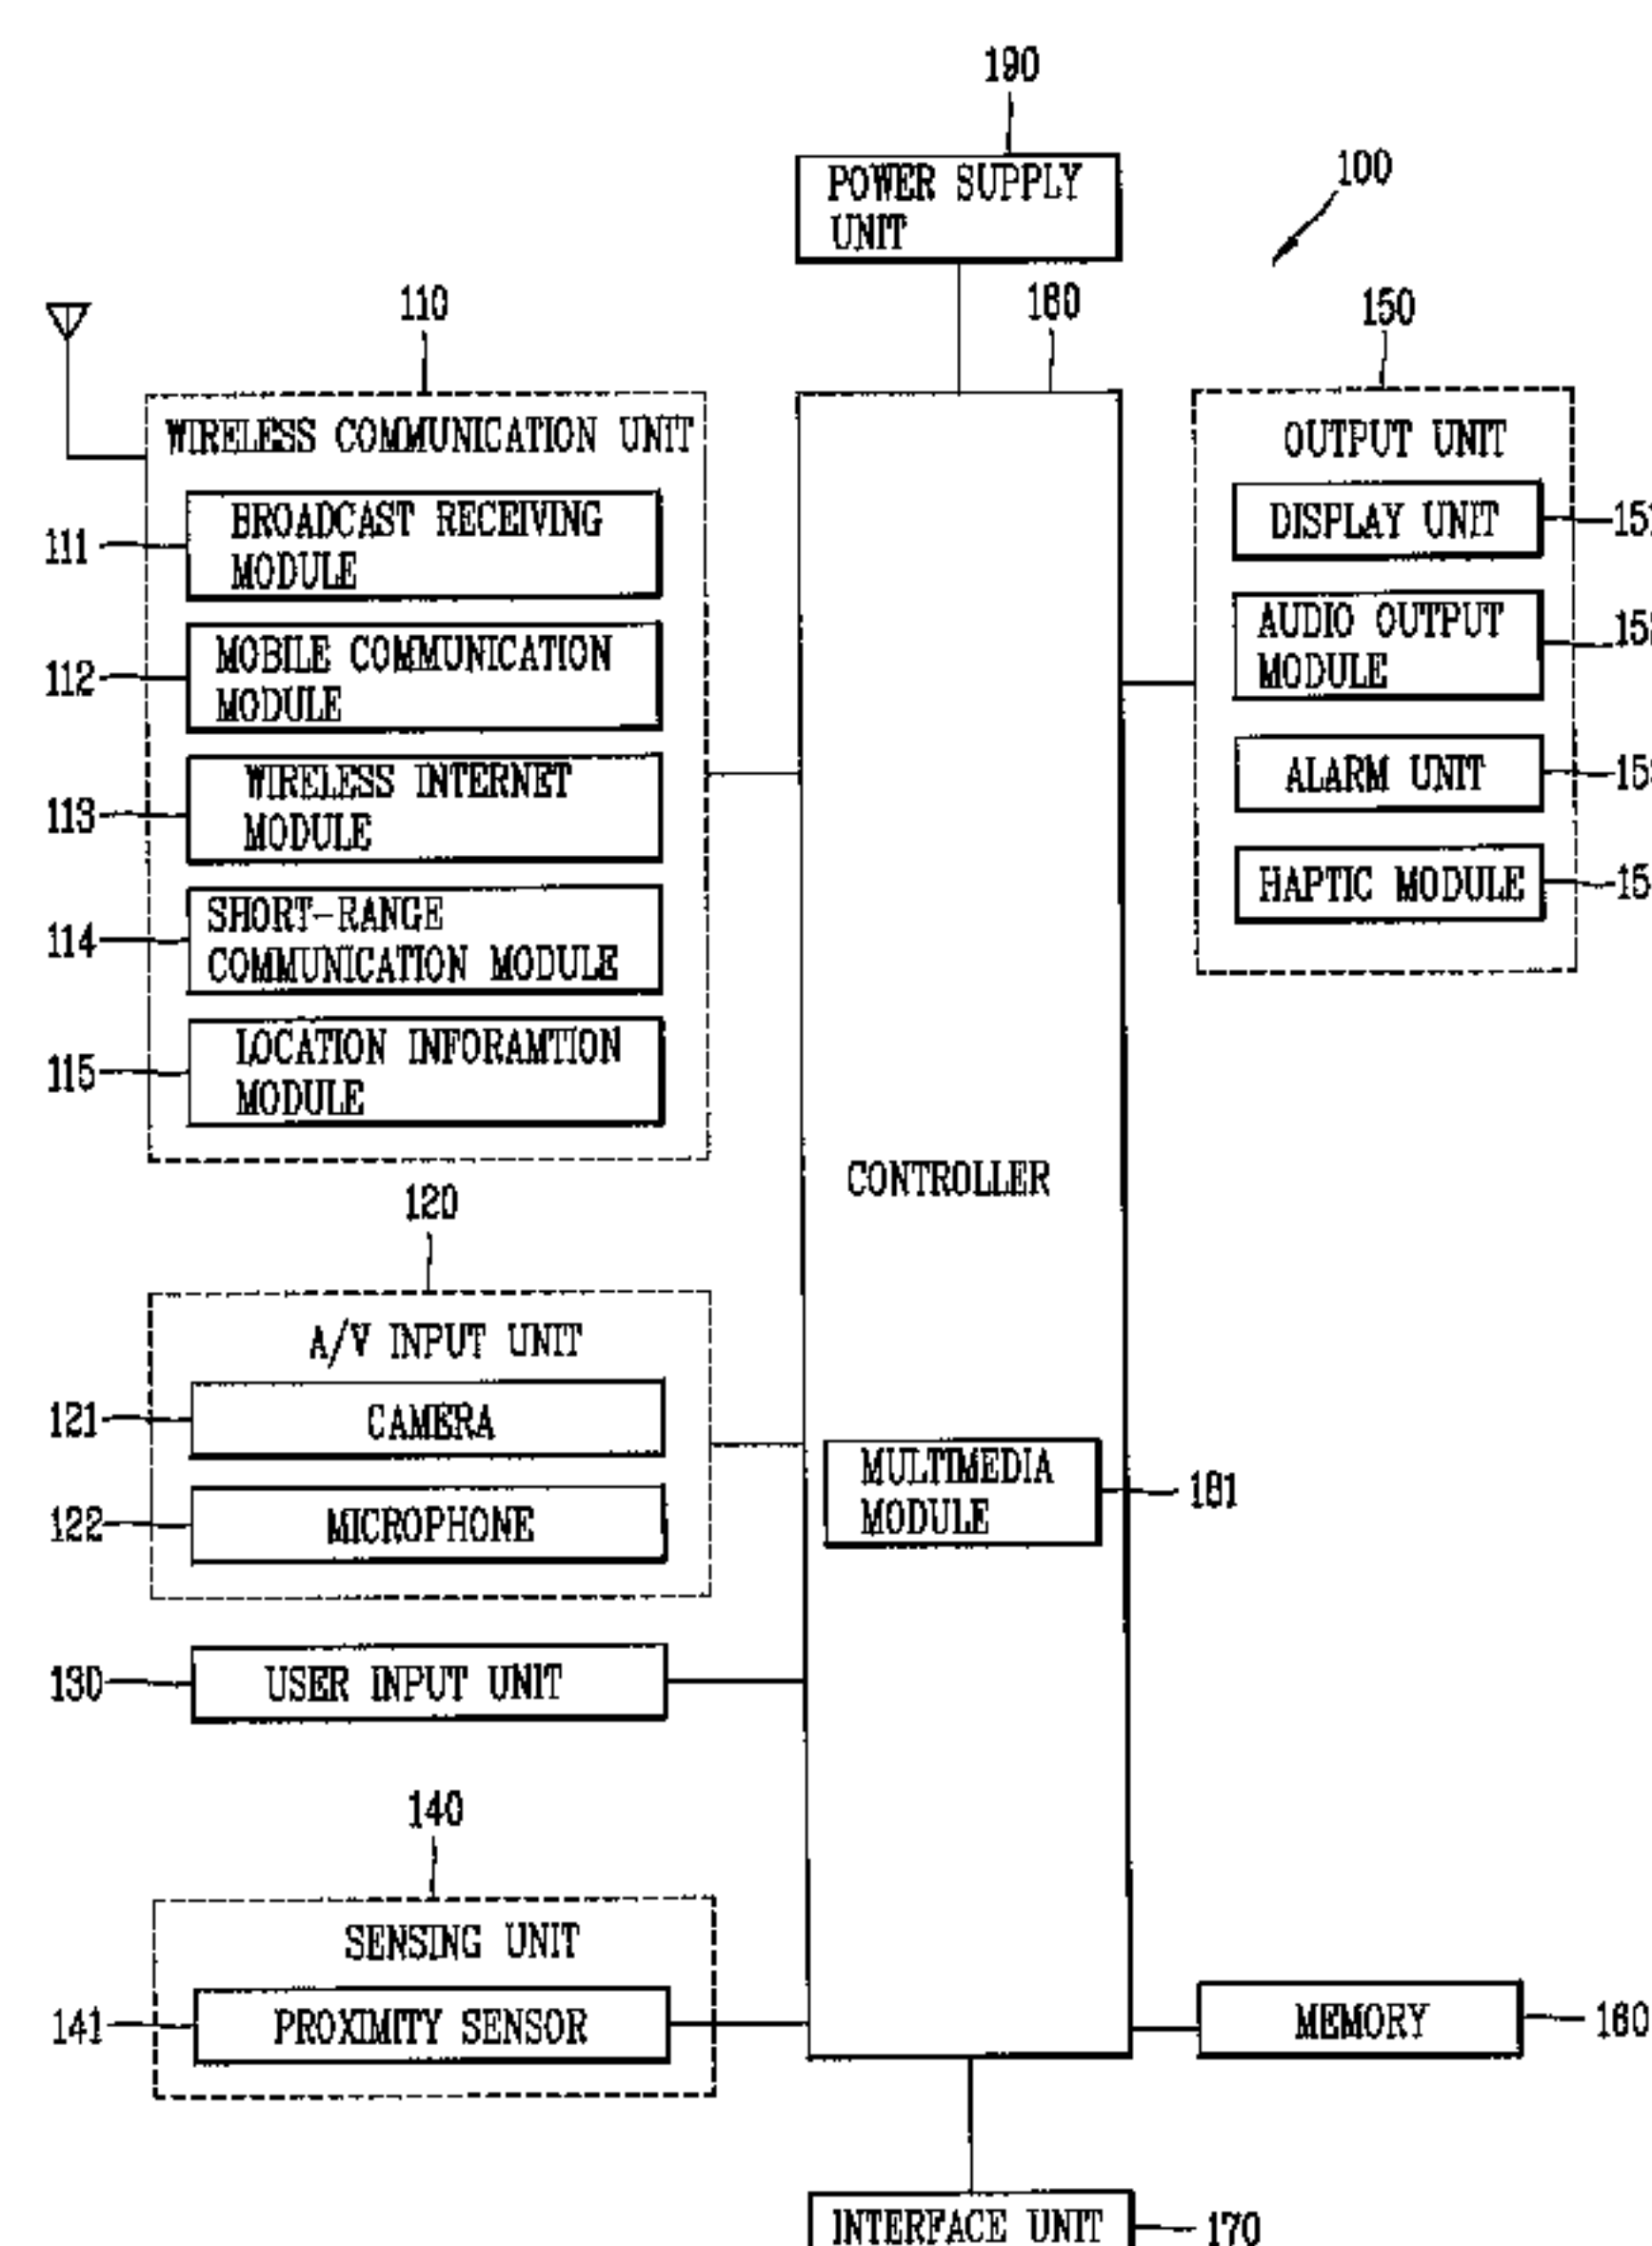 190
POWER SUPPLY
UNIT
100
110
180
150
WIRELESS COMMUNICATION UNIT
111
BROADCAST RECEIVING
MODULE
112
MOBILE COMMUNICATION
MODULE
113
WIRELESS INTERNET
MODULE
114
SHORT-RANGE
COMMUNICATION MODULE
115
LOCATION INFORAMTION
MODULE
OUTPUT UNIT
DISPLAY UNIT
AUDIO OUTPUT
MODULE
ALARM UNIT
HAPTIC MODULE
CONTROLLER
120
A/V INPUT UNIT
121
CAMERA
122
MICROPHONE
MULTIMEDIA
MODULE
181
130
USER INPUT UNIT
140
SENSING UNIT
141
PROXIMITY SENSOR
MEMORY
160
INTERFACE UNIT
170